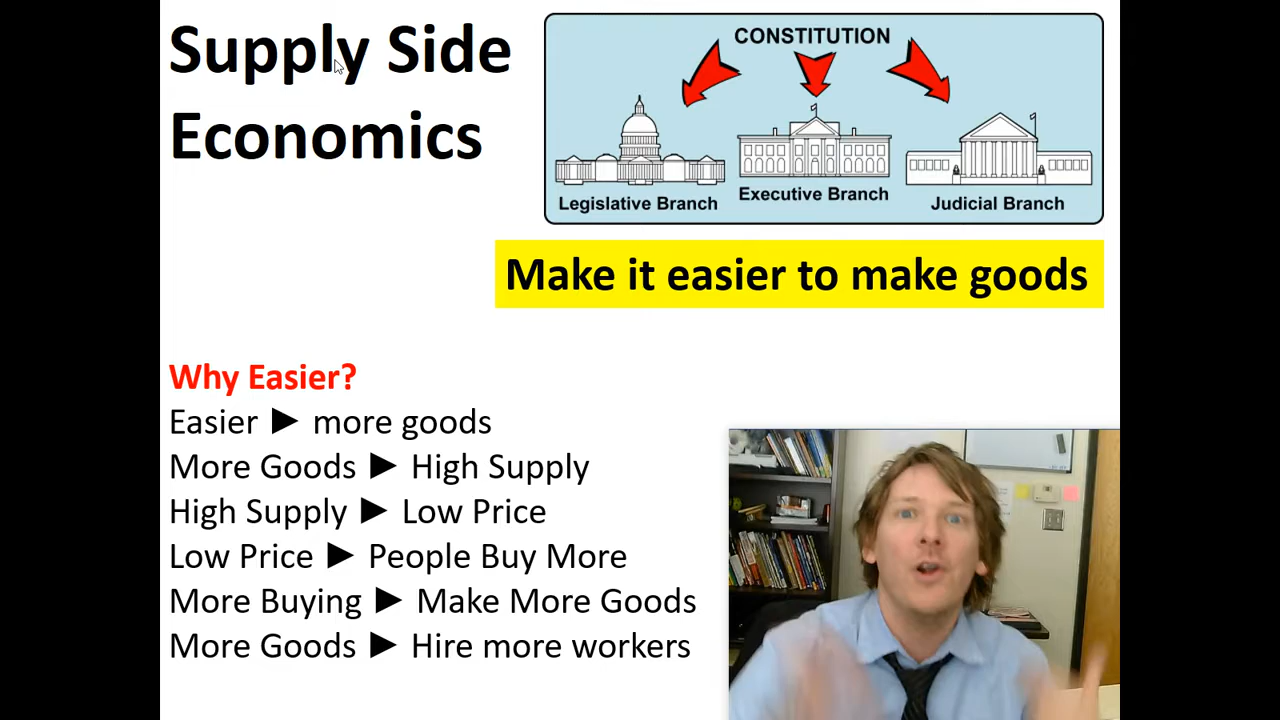 Supply Side
Economics
CONSTITUTION
Legislative Branch
Executive Branch
Judicial Branch
Make it easier to make goods
Why Easier?
Easier ► more goods
More Goods ► High Supply
High Supply ► Low Price
Low Price ► People Buy More
More Buying ► Make More Goods
More Goods ► Hire more workers